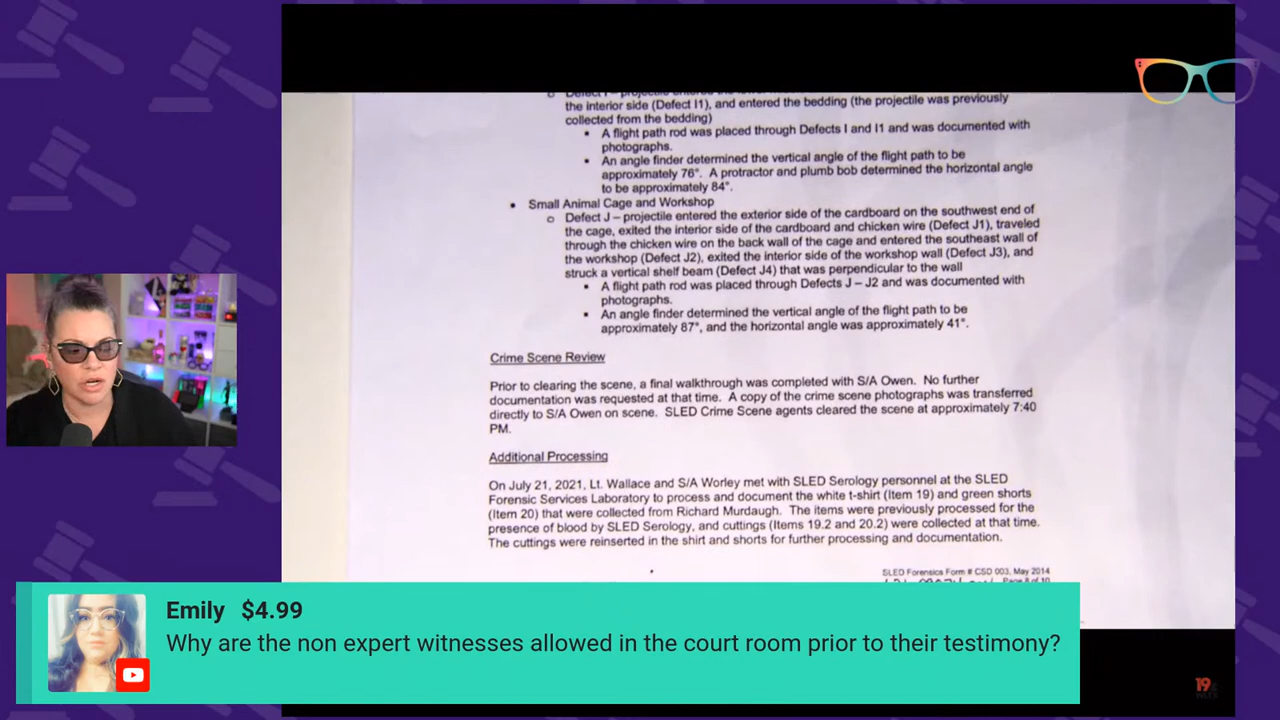 the interior side (Defect I1), and entered the bedding (the projectile was previously
collected from the bedding)
▪ A flight path rod was placed through Defects I and I1 and was documented with
photographs.
▪ An angle finder determined the vertical angle of the flight path to be
approximately 76°. A protractor and plumb bob determined the horizontal angle
to be approximately 84°.
• Small Animal Cage and Workshop
o Defect J – projectile entered the exterior side of the cardboard on the southwest end of
the cage, exited the interior side of the cardboard and chicken wire (Defect J1), traveled
through the chicken wire on the back wall of the cage and entered the southeast wall of
the workshop (Defect J2), exited the interior side of the workshop wall (Defect J3), and
struck a vertical shelf beam (Defect J4) that was perpendicular to the wall
▪ A flight path rod was placed through Defects J – J2 and was documented with
photographs.
▪ An angle finder determined the vertical angle of the flight path to be
approximately 87°, and the horizontal angle was approximately 41°.
Crime Scene Review
Prior to clearing the scene, a final walkthrough was completed with S/A Owen. No further
documentation was requested at that time. A copy of the crime scene photographs was transferred
directly to S/A Owen on scene. SLED Crime Scene agents cleared the scene at approximately 7:40
PM.
Additional Processing
On July 21, 2021, Lt. Wallace and S/A Worley met with SLED Serology personnel at the SLED
Forensic Services Laboratory to process and document the white t-shirt (Item 19) and green shorts
(Item 20) that were collected from Richard Murdaugh. The items were previously processed for the
presence of blood by SLED Serology, and cuttings (Items 19.2 and 20.2) were collected at that time.
The cuttings were reinserted in the shirt and shorts for further processing and documentation.
SLED Forensics Form # CSD 003, May 2014
Emily $4.99
Why are the non expert witnesses allowed in the court room prior to their testimony?
19